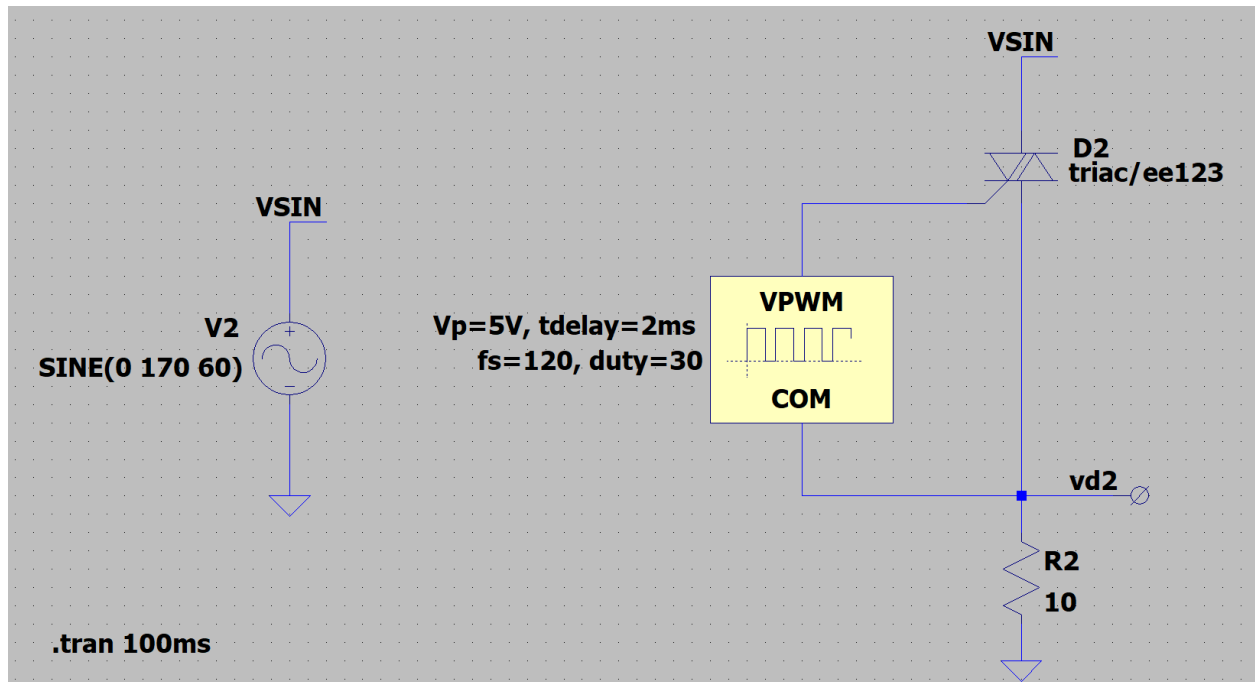 VSIN
D2
triac/ee123
VSIN
V2
SINE(0 170 60)
Vp=5V, tdelay=2ms
fs=120, duty=30
VPWM
COM
vd2
R2
10
.tran 100ms